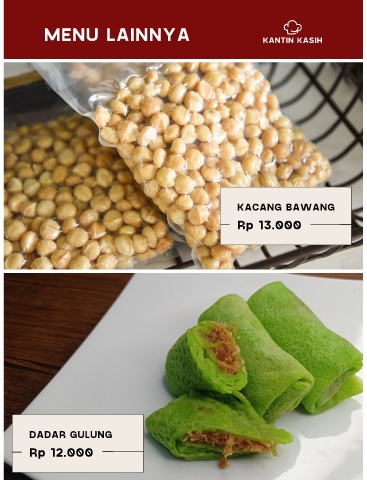 MENU LAINNYA
KANTIN KASIH
KACANG BAWANG
Rp 13.000
DADAR GULUNG
Rp 12.000